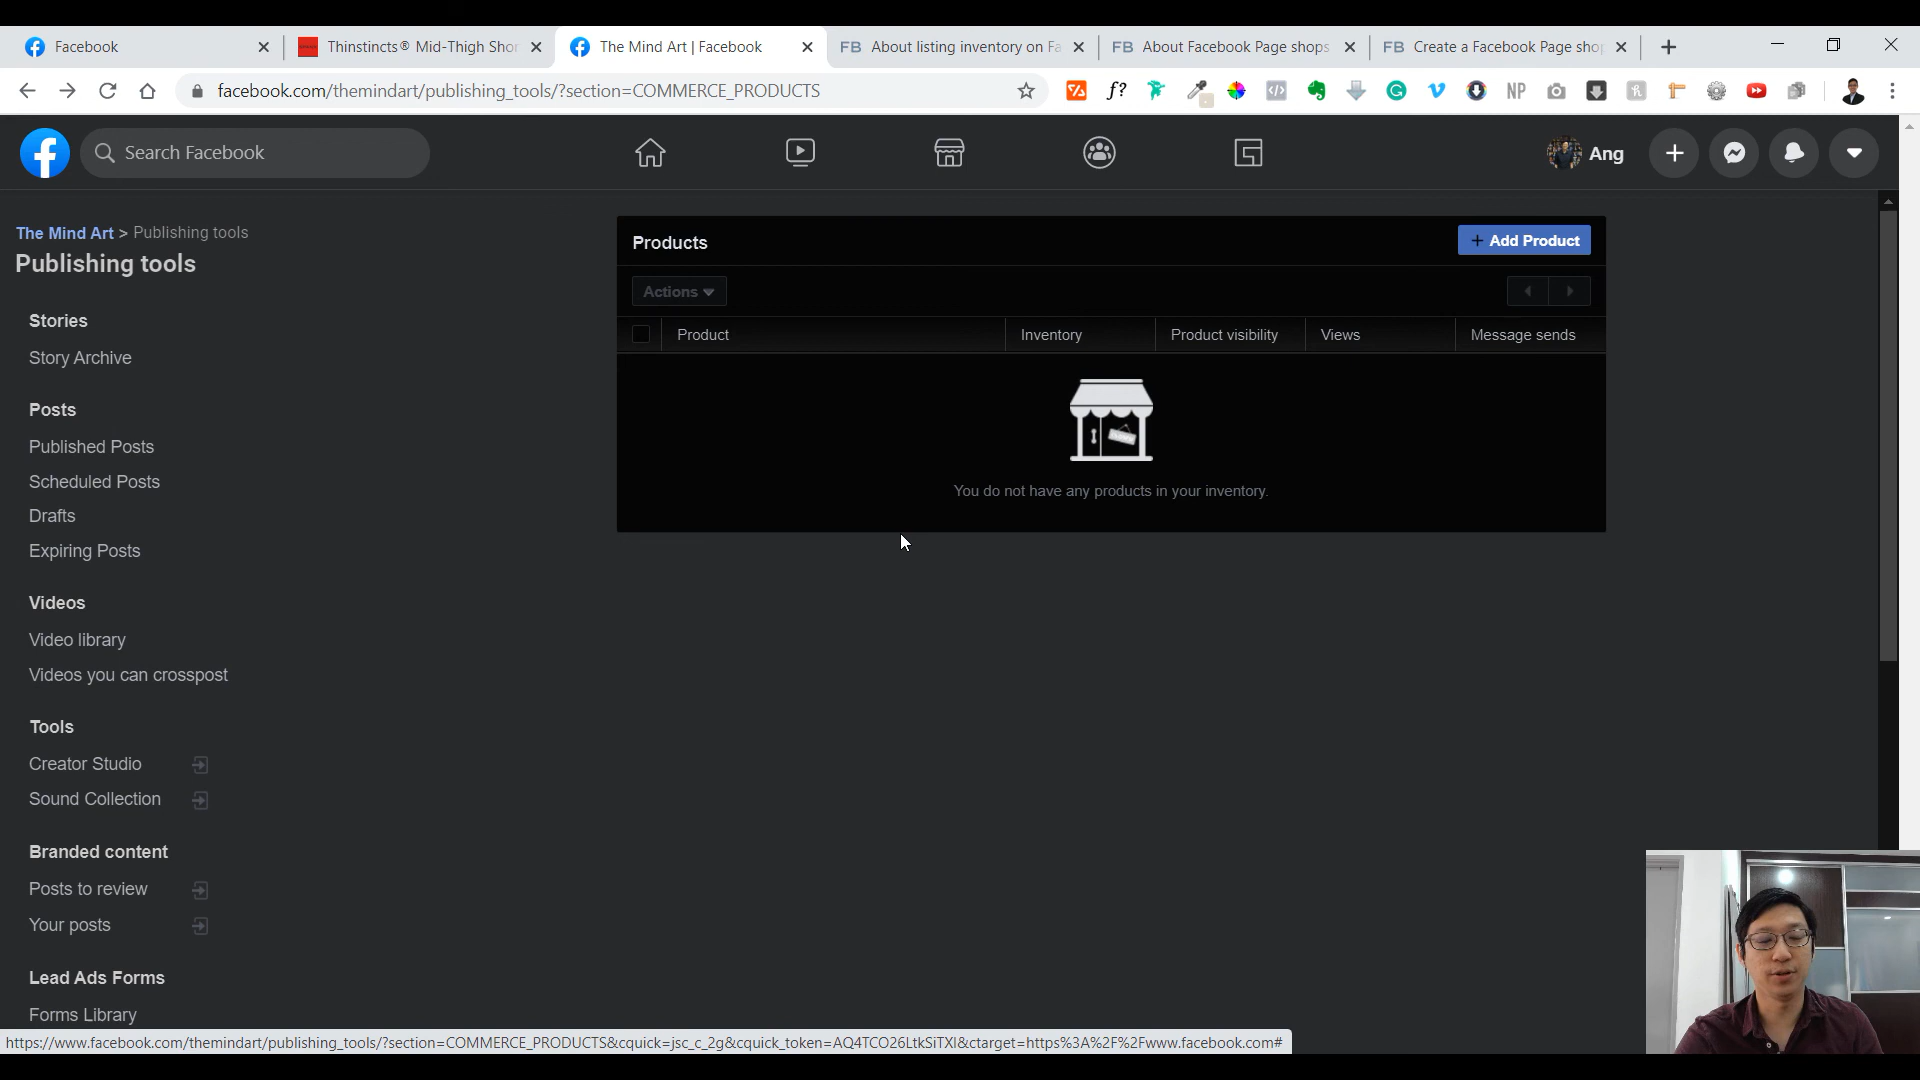 Facebook
Thinstincts® Mid-Thigh Shor
The Mind Art | Facebook
FB About listing inventory on Fa
FB About Facebook Page shops
FB Create a Facebook Page shop
facebook.com/themindart/publishing_tools/?section=COMMERCE_PRODUCTS
f?
NP
Search Facebook
Ang
The Mind Art > Publishing tools
Publishing tools
Stories
Story Archive
Posts
Published Posts
Scheduled Posts
Drafts
Expiring Posts
Videos
Video library
Videos you can crosspost
Tools
Creator Studio
Sound Collection
Branded content
Posts to review
Your posts
Lead Ads Forms
Forms Library
Products
+ Add Product
Actions
Product
Inventory
Product visibility
Views
Message sends
You do not have any products in your inventory.
https://www.facebook.com/themindart/publishing_tools/?section=COMMERCE_PRODUCTS&cquick=jsc_c_2g&cquick_token=AQ4TCO26LtkSiTXI&ctarget=https%3A%2F%2Fwww.facebook.com#